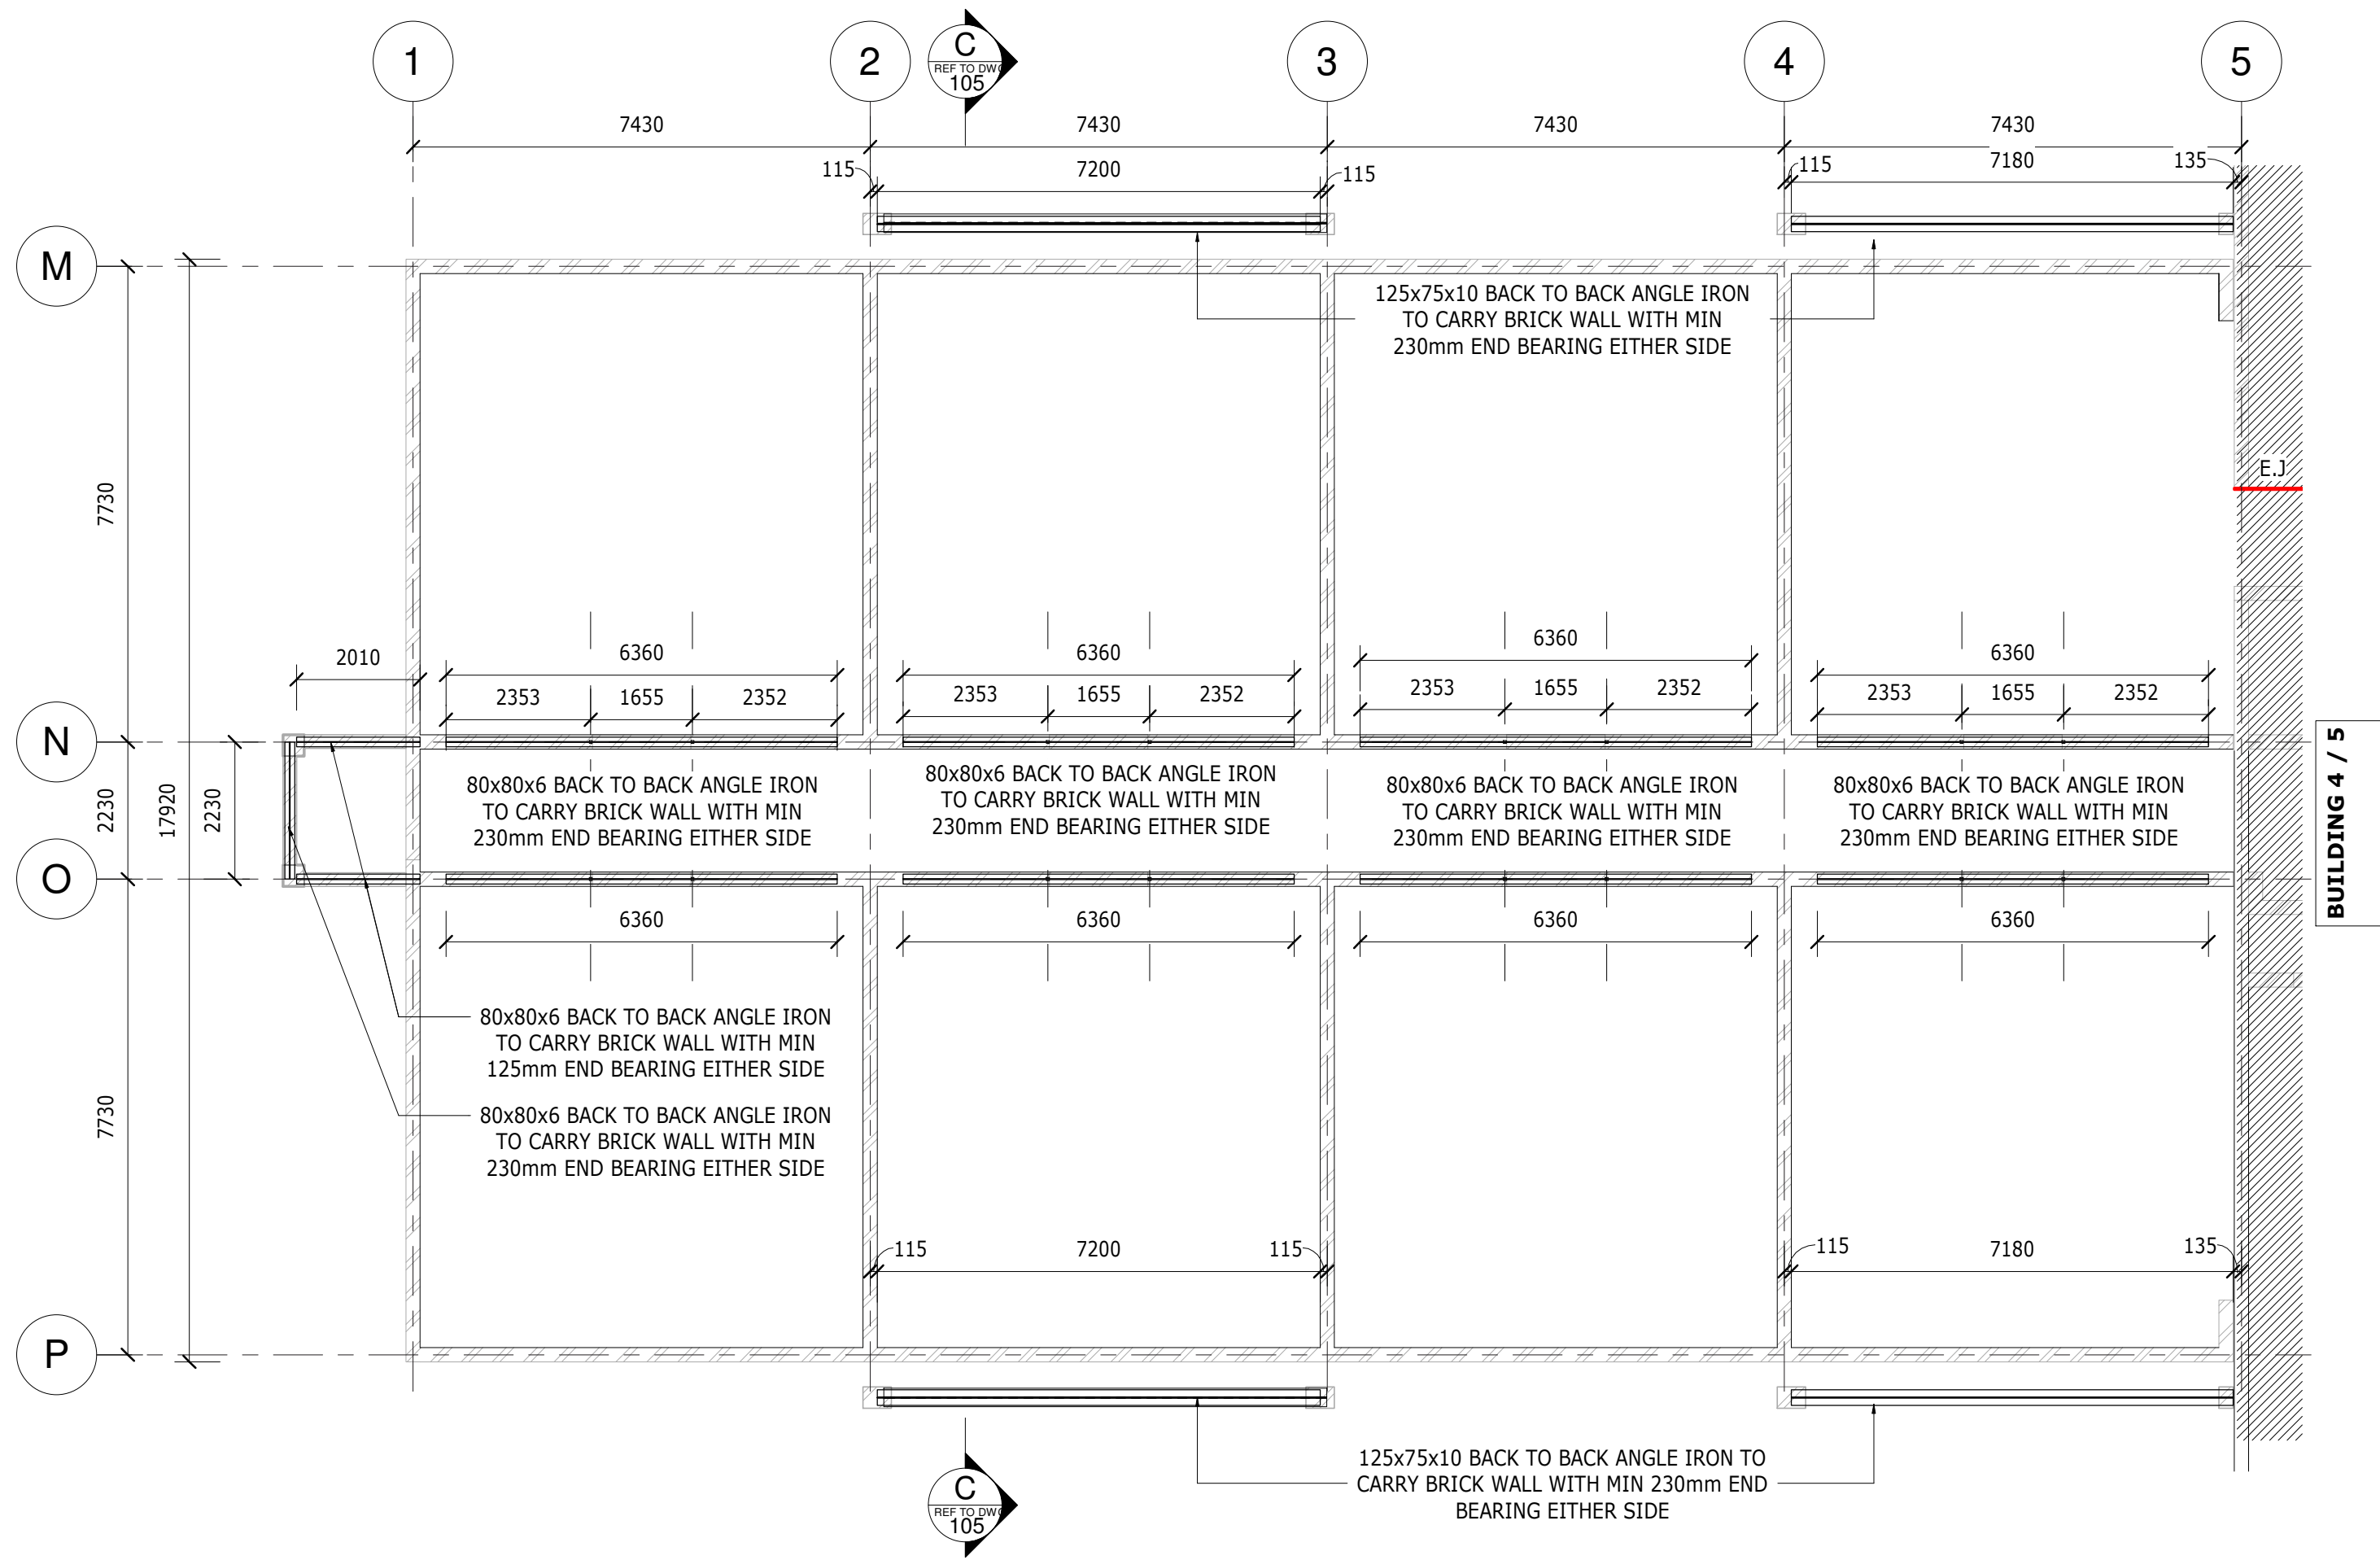 1
2
3
4
5
C
REF TO DWG
105
7430
7430
7430
7430
115
7200
115
115
7180
135
M
125x75x10 BACK TO BACK ANGLE IRON
TO CARRY BRICK WALL WITH MIN
230mm END BEARING EITHER SIDE
E.J
7730
2010
6360
6360
6360
6360
2353
1655
2352
2353
1655
2352
2353
1655
2352
2353
1655
2352
N
2230
17920
2230
80x80x6 BACK TO BACK ANGLE IRON
TO CARRY BRICK WALL WITH MIN
230mm END BEARING EITHER SIDE
80x80x6 BACK TO BACK ANGLE IRON
TO CARRY BRICK WALL WITH MIN
230mm END BEARING EITHER SIDE
80x80x6 BACK TO BACK ANGLE IRON
TO CARRY BRICK WALL WITH MIN
230mm END BEARING EITHER SIDE
80x80x6 BACK TO BACK ANGLE IRON
TO CARRY BRICK WALL WITH MIN
230mm END BEARING EITHER SIDE
BUILDING 4 / 5
O
6360
6360
6360
6360
80x80x6 BACK TO BACK ANGLE IRON
TO CARRY BRICK WALL WITH MIN
125mm END BEARING EITHER SIDE
7730
80x80x6 BACK TO BACK ANGLE IRON
TO CARRY BRICK WALL WITH MIN
230mm END BEARING EITHER SIDE
115
7200
115
115
7180
135
P
125x75x10 BACK TO BACK ANGLE IRON TO
CARRY BRICK WALL WITH MIN 230mm END
BEARING EITHER SIDE
C
REF TO DWG
105